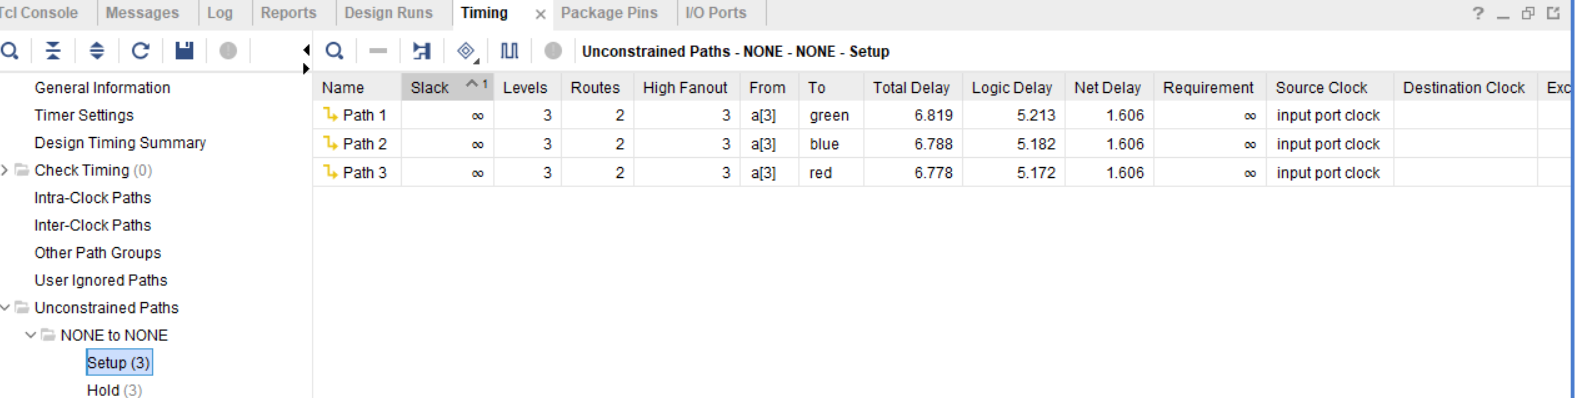 Tcl Console Messages Log Reports Design Runs Timing × Package Pins I/O Ports ?
Unconstrained Paths - NONE - NONE - Setup
General Information
Timer Settings
Design Timing Summary
Check Timing (0)
Intra-Clock Paths
Inter-Clock Paths
Other Path Groups
User Ignored Paths
Unconstrained Paths
NONE to NONE
Setup (3)
Hold (3)
Name Slack ^1 Levels Routes High Fanout From To Total Delay Logic Delay Net Delay Requirement Source Clock Destination Clock Exc
Path 1 ∞ 3 2 3 a[3] green 6.819 5.213 1.606 ∞ input port clock
Path 2 ∞ 3 2 3 a[3] blue 6.788 5.182 1.606 ∞ input port clock
Path 3 ∞ 3 2 3 a[3] red 6.778 5.172 1.606 ∞ input port clock